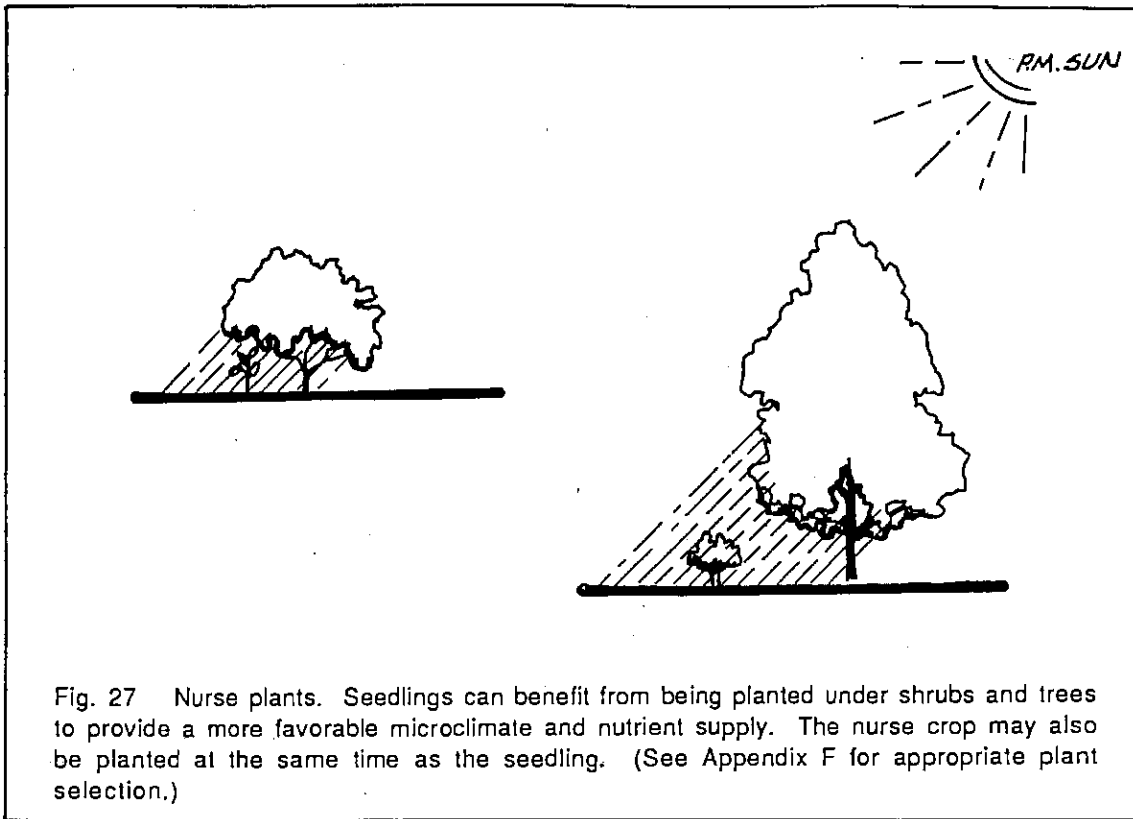 P.M. SUN
Fig. 27 Nurse plants. Seedlings can benefit from being planted under shrubs and trees
to provide a more favorable microclimate and nutrient supply. The nurse crop may also
be planted at the same time as the seedling. (See Appendix F for appropriate plant
selection.)